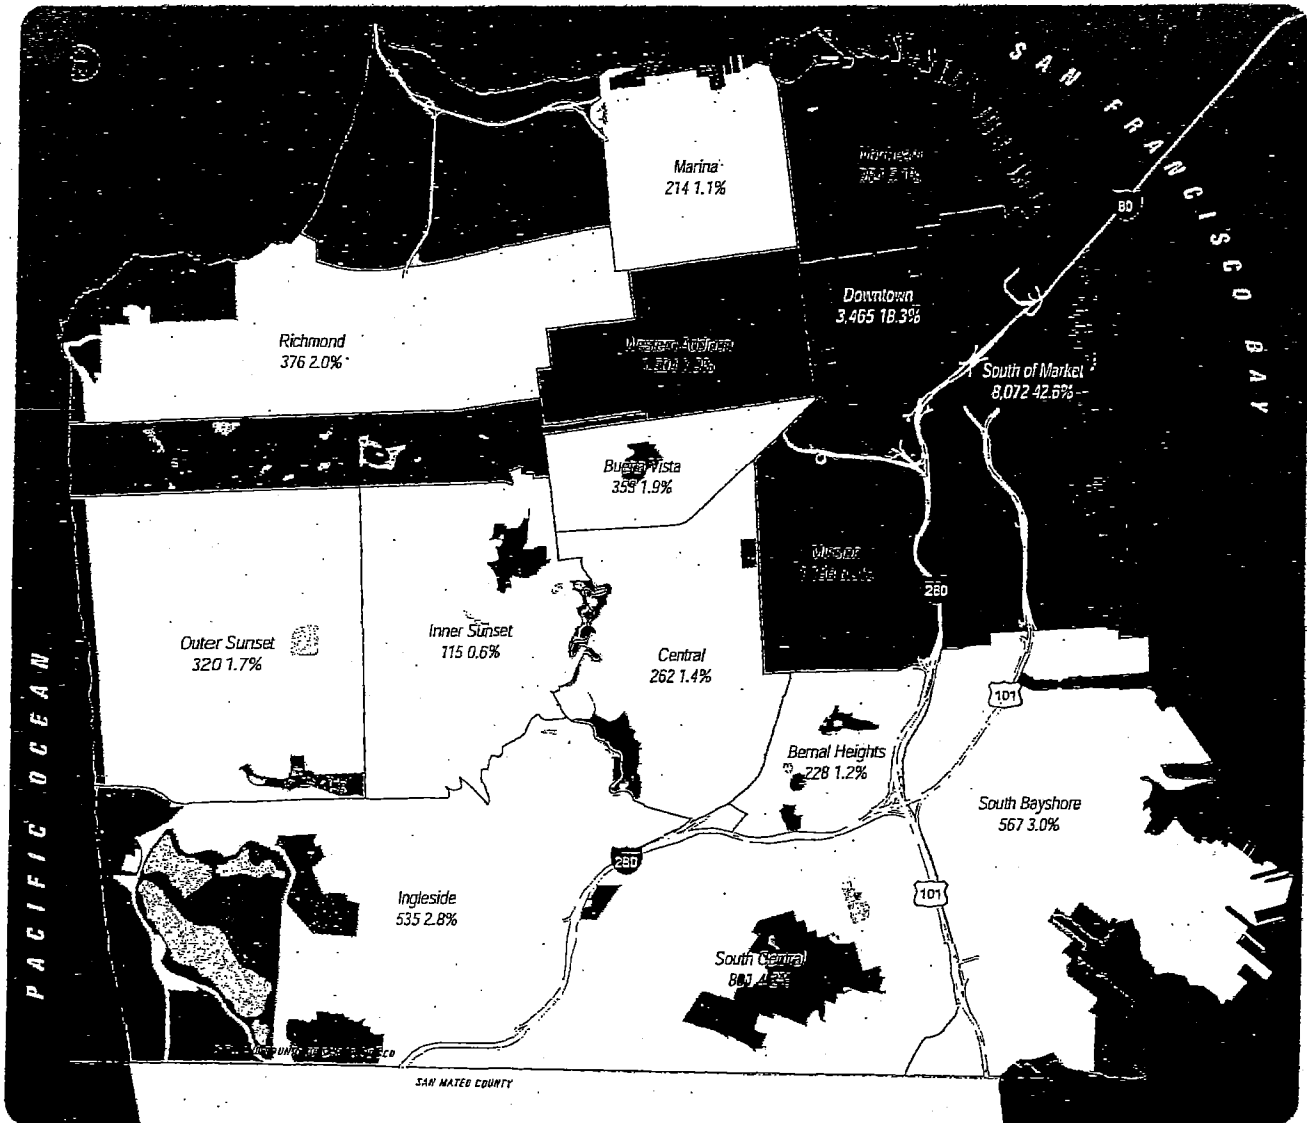 SAN FRANCISCO BAY
Marina
214 1.1%
80
Downtown
3,465 18.3%
Richmond
376 2.0%
South of Market
8,072 42.6%
Buena Vista
359 1.9%
Mission
280
Outer Sunset
320 1.7%
Inner Sunset
115 0.6%
Central
262 1.4%
101
Bernal Heights
228 1.2%
South Bayshore
567 3.0%
PACIFIC OCEAN
280
101
Ingleside
535 2.8%
South Central
SAN MATEO COUNTY